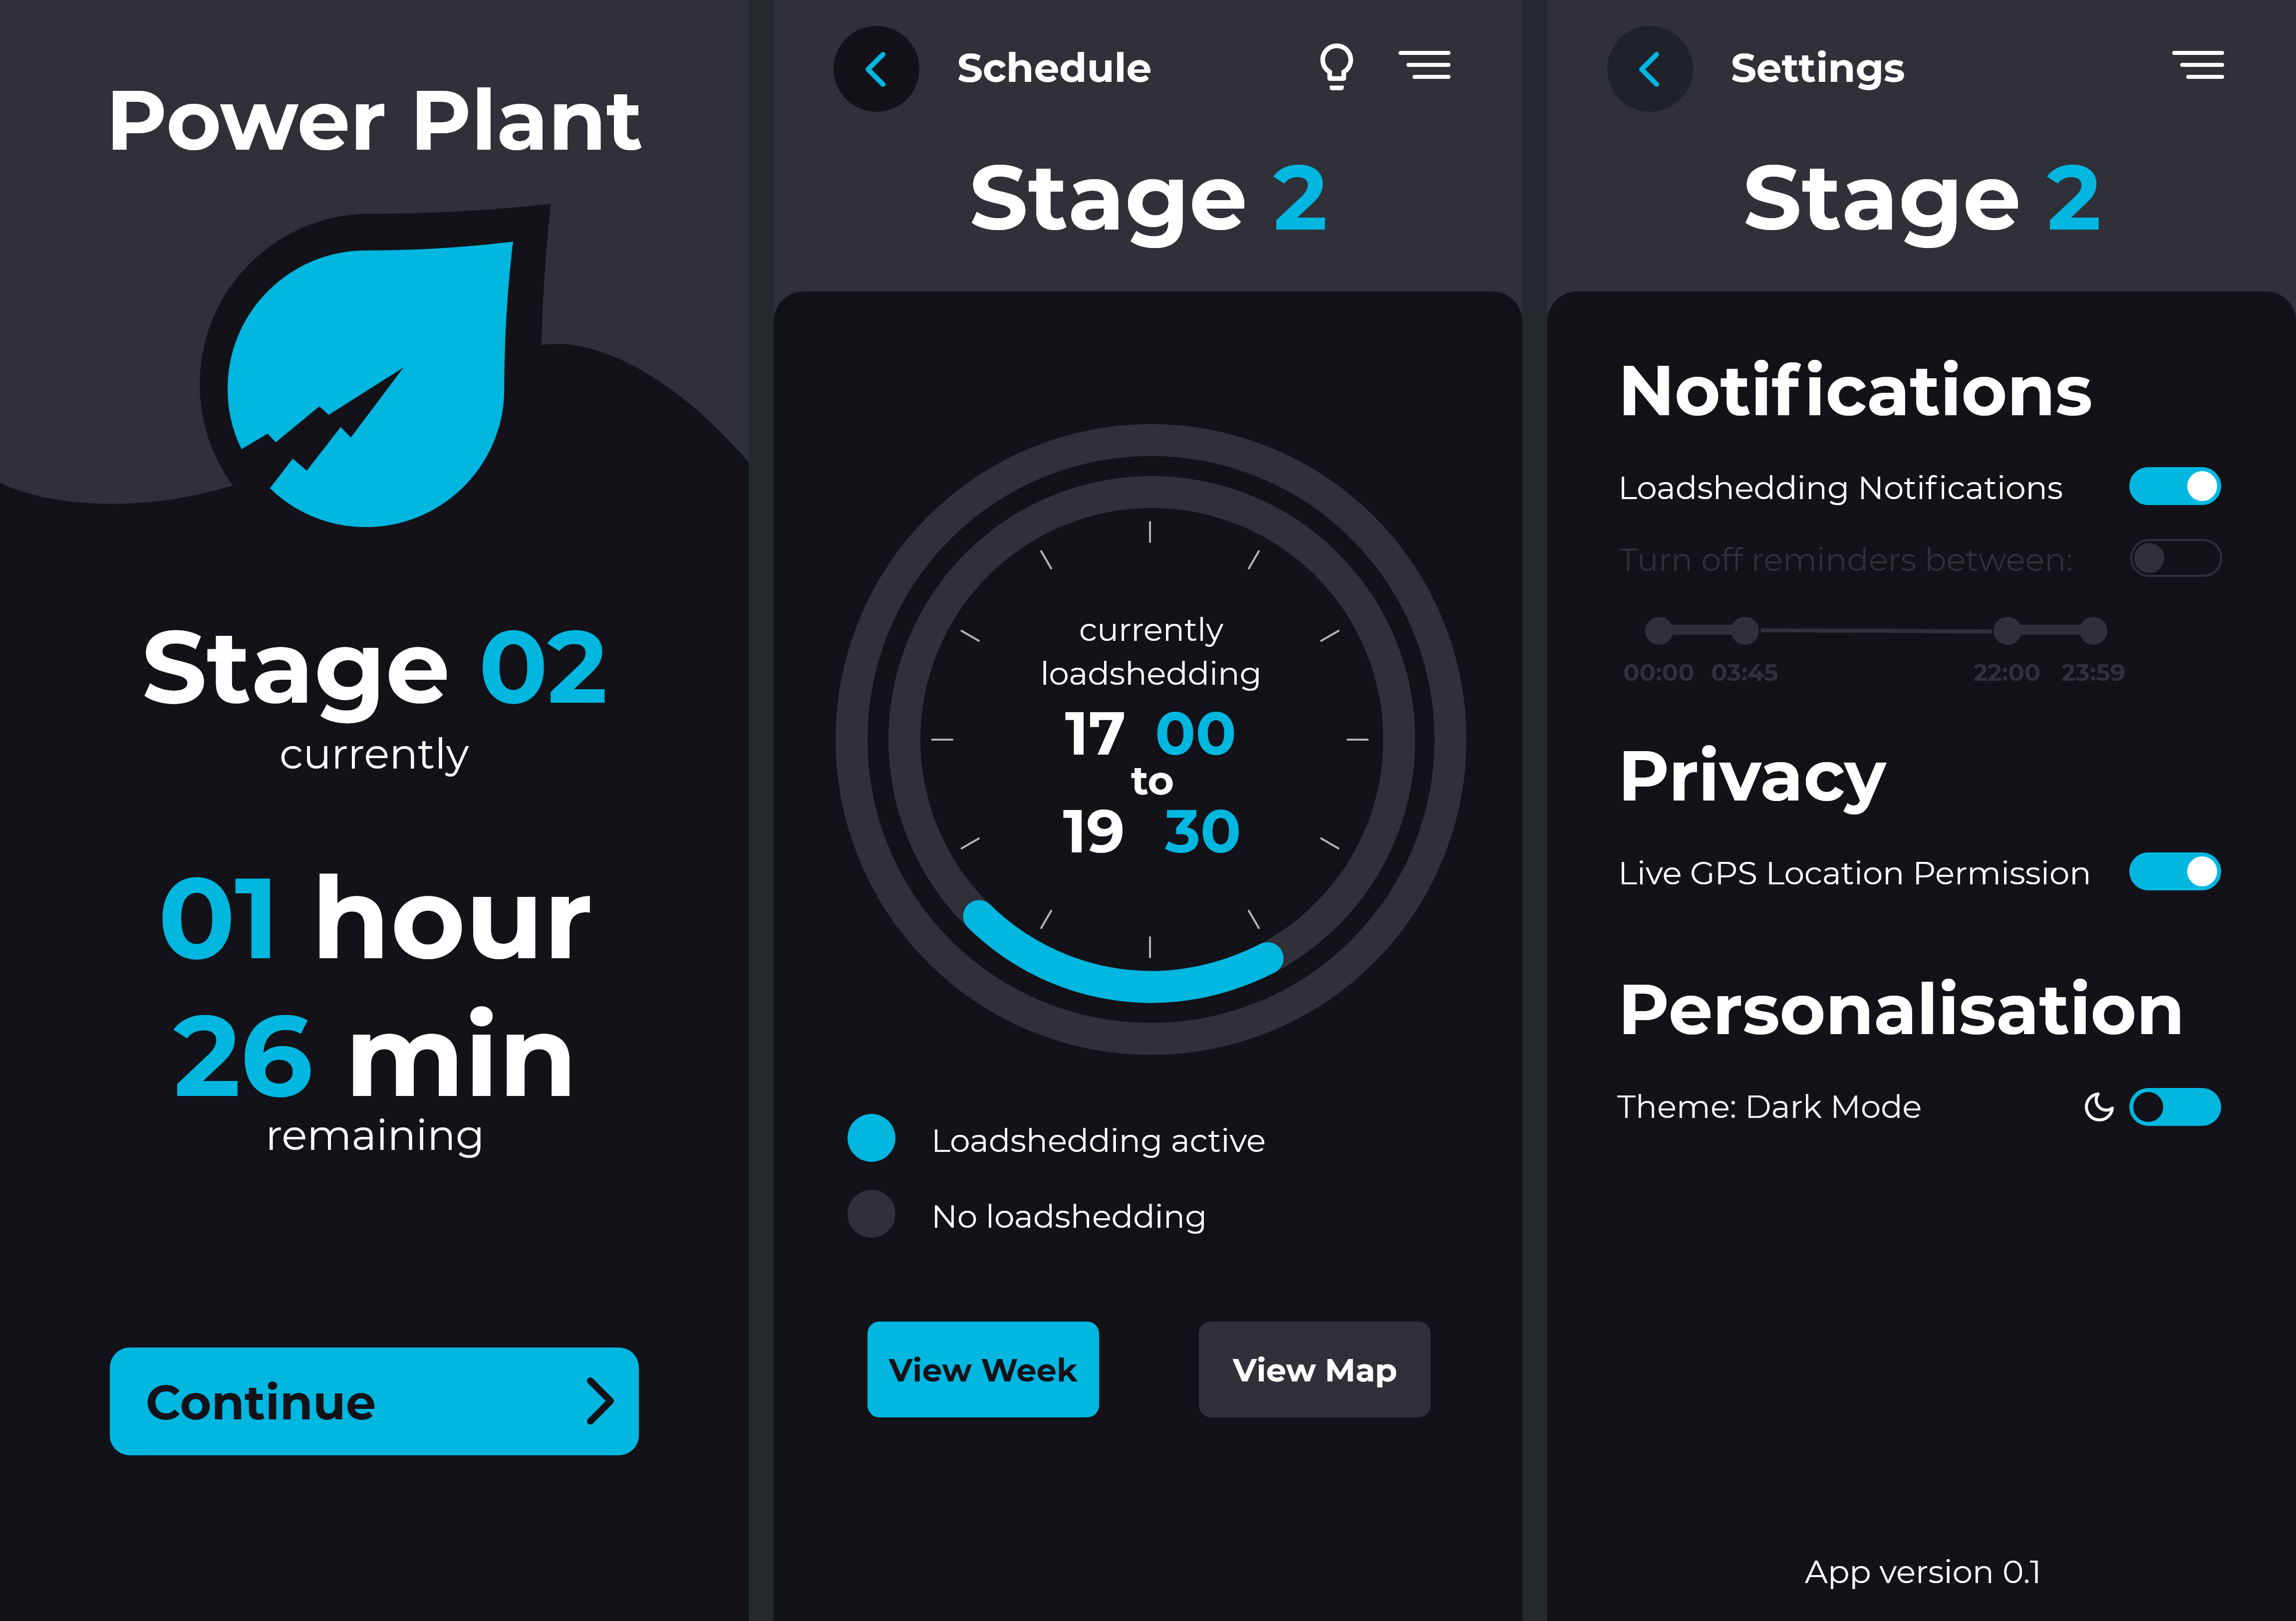 Power Plant
Stage 02
currently
01 hour
26 min
remaining
Continue
Schedule
Stage 2
currently
loadshedding
17 00
to
19 30
Loadshedding active
No loadshedding
View Week
View Map
Settings
Stage 2
Notifications
Loadshedding Notifications
Turn off reminders between:
00:00 03:45 22:00 23:59
Privacy
Live GPS Location Permission
Personalisation
Theme: Dark Mode
App version 0.1